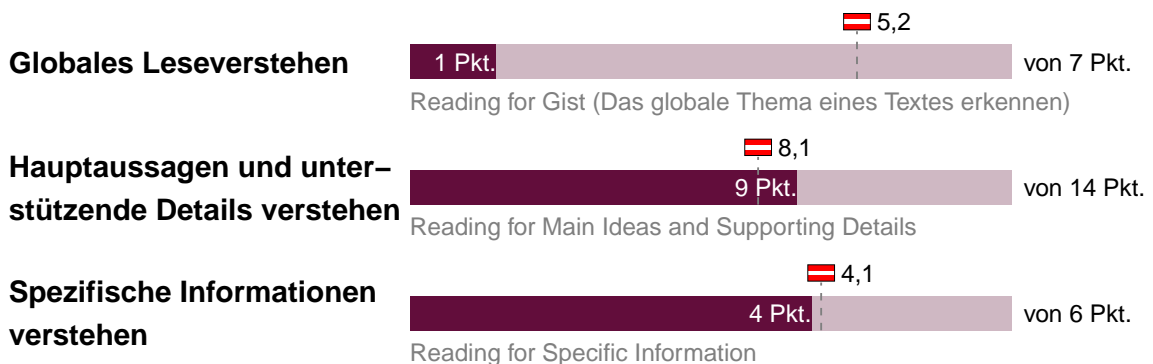 5,2
Globales Leseverstehen
1 Pkt.
von 7 Pkt.
Reading for Gist (Das globale Thema eines Textes erkennen)
8,1
Hauptaussagen und unter–
stützende Details verstehen
9 Pkt.
von 14 Pkt.
Reading for Main Ideas and Supporting Details
4,1
Spezifische Informationen
verstehen
4 Pkt.
von 6 Pkt.
Reading for Specific Information